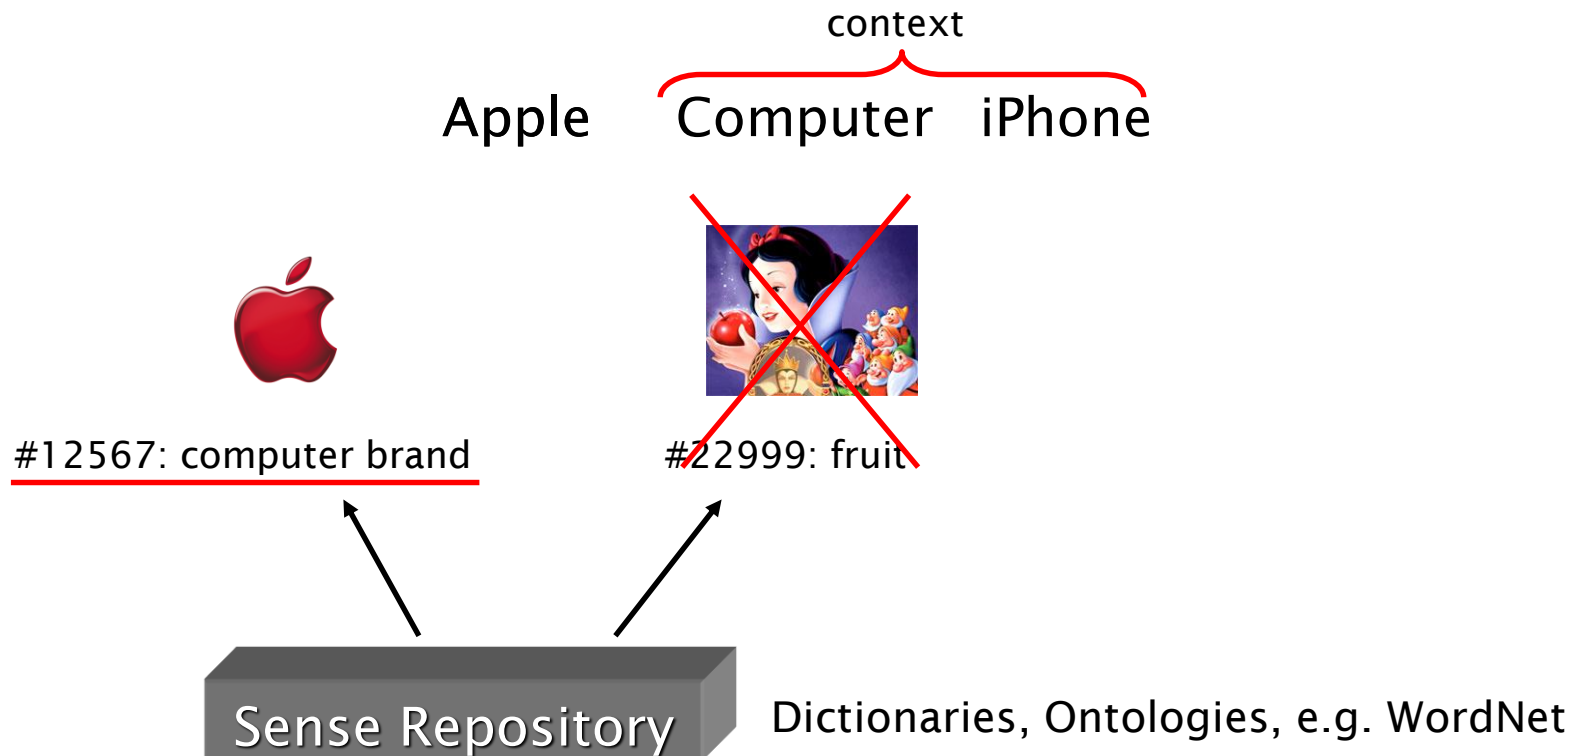 context
Apple Computer iPhone
#12567: computer brand
#22999: fruit
Sense Repository
Dictionaries, Ontologies, e.g. WordNet